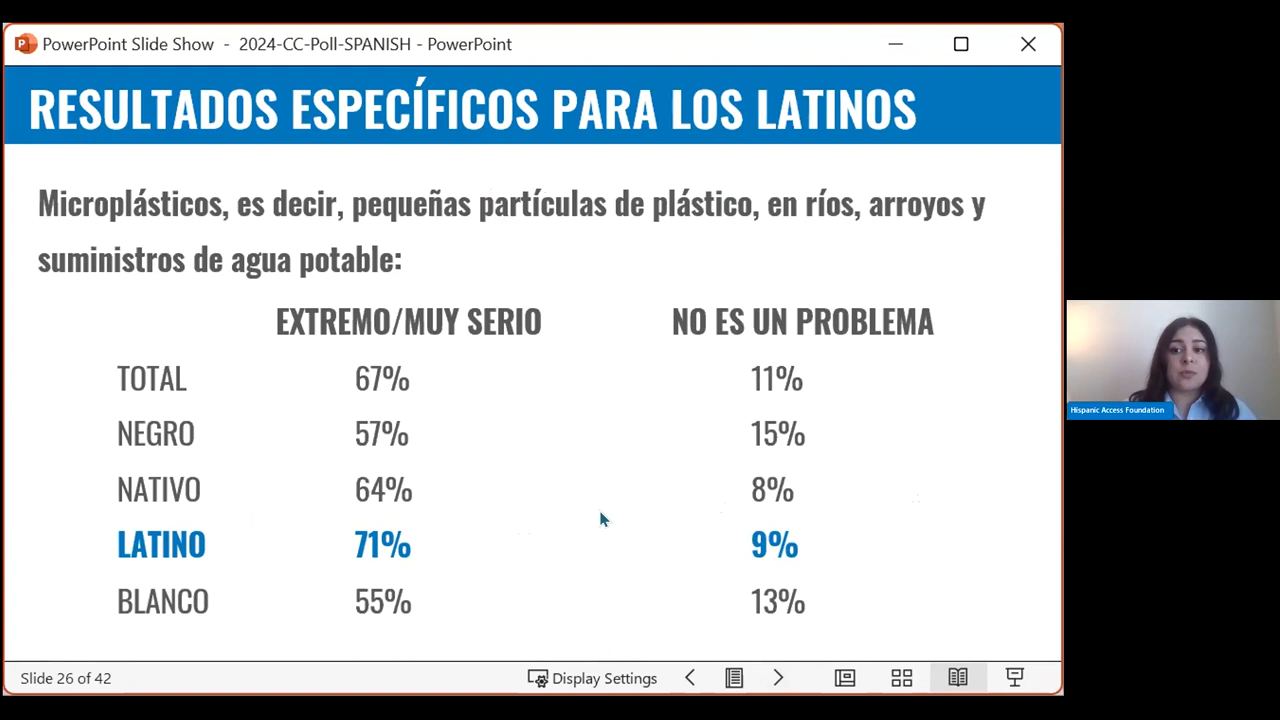 PowerPoint Slide Show - 2024-CC-Poll-SPANISH - PowerPoint
RESULTADOS ESPECÍFICOS PARA LOS LATINOS
Microplásticos, es decir, pequeñas partículas de plástico, en ríos, arroyos y
suministros de agua potable:
EXTREMO/MUY SERIO NO ES UN PROBLEMA
TOTAL 67% 11%
NEGRO 57% 15%
NATIVO 64% 8%
LATINO 71% 9%
BLANCO 55% 13%
Hispanic Access Foundation
Slide 26 of 42 Display Settings